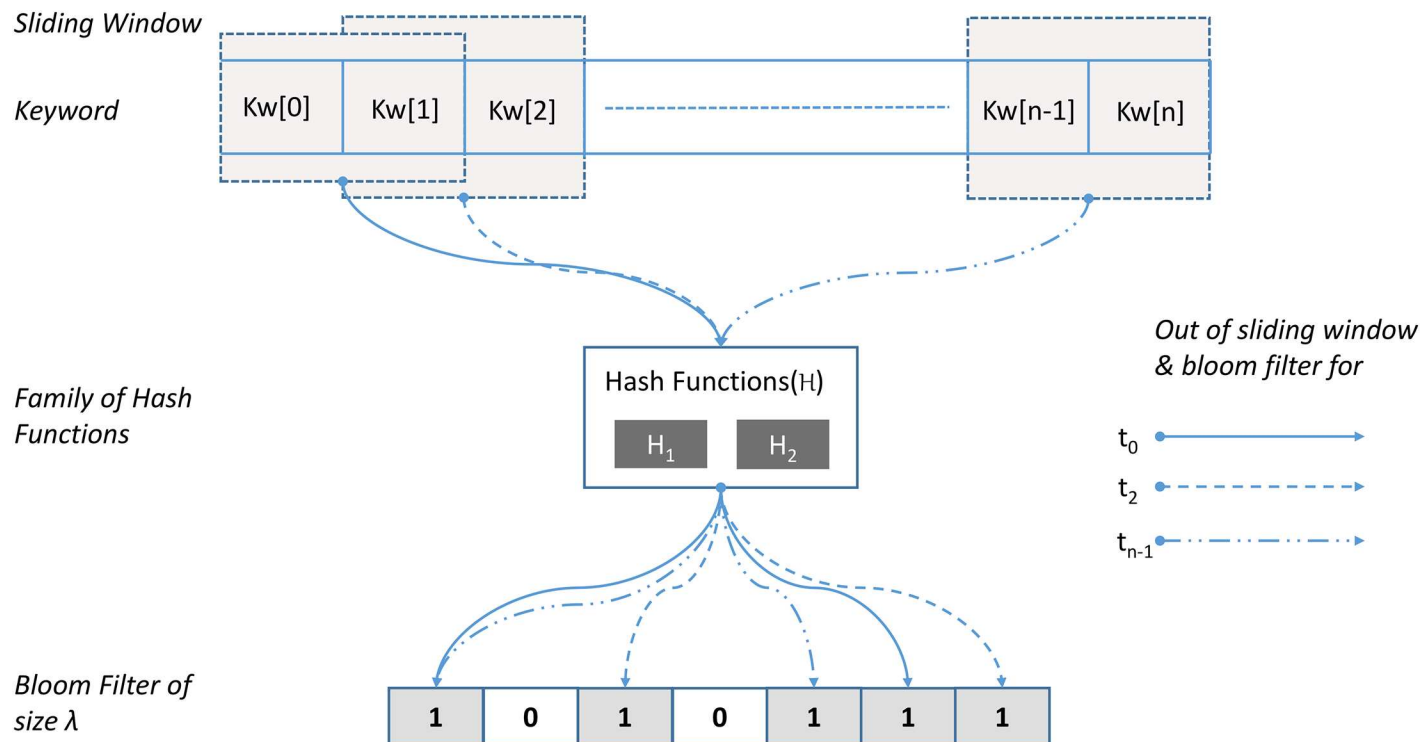 Sliding Window
Keyword
Kw[0] Kw[1] Kw[2] Kw[n-1] Kw[n]
Out of sliding window
& bloom filter for
t₀
t₂
tₙ₋₁
Family of Hash
Functions
Hash Functions(ꟸ)
H₁ H₂
Bloom Filter of
size λ
1 0 1 0 1 1 1